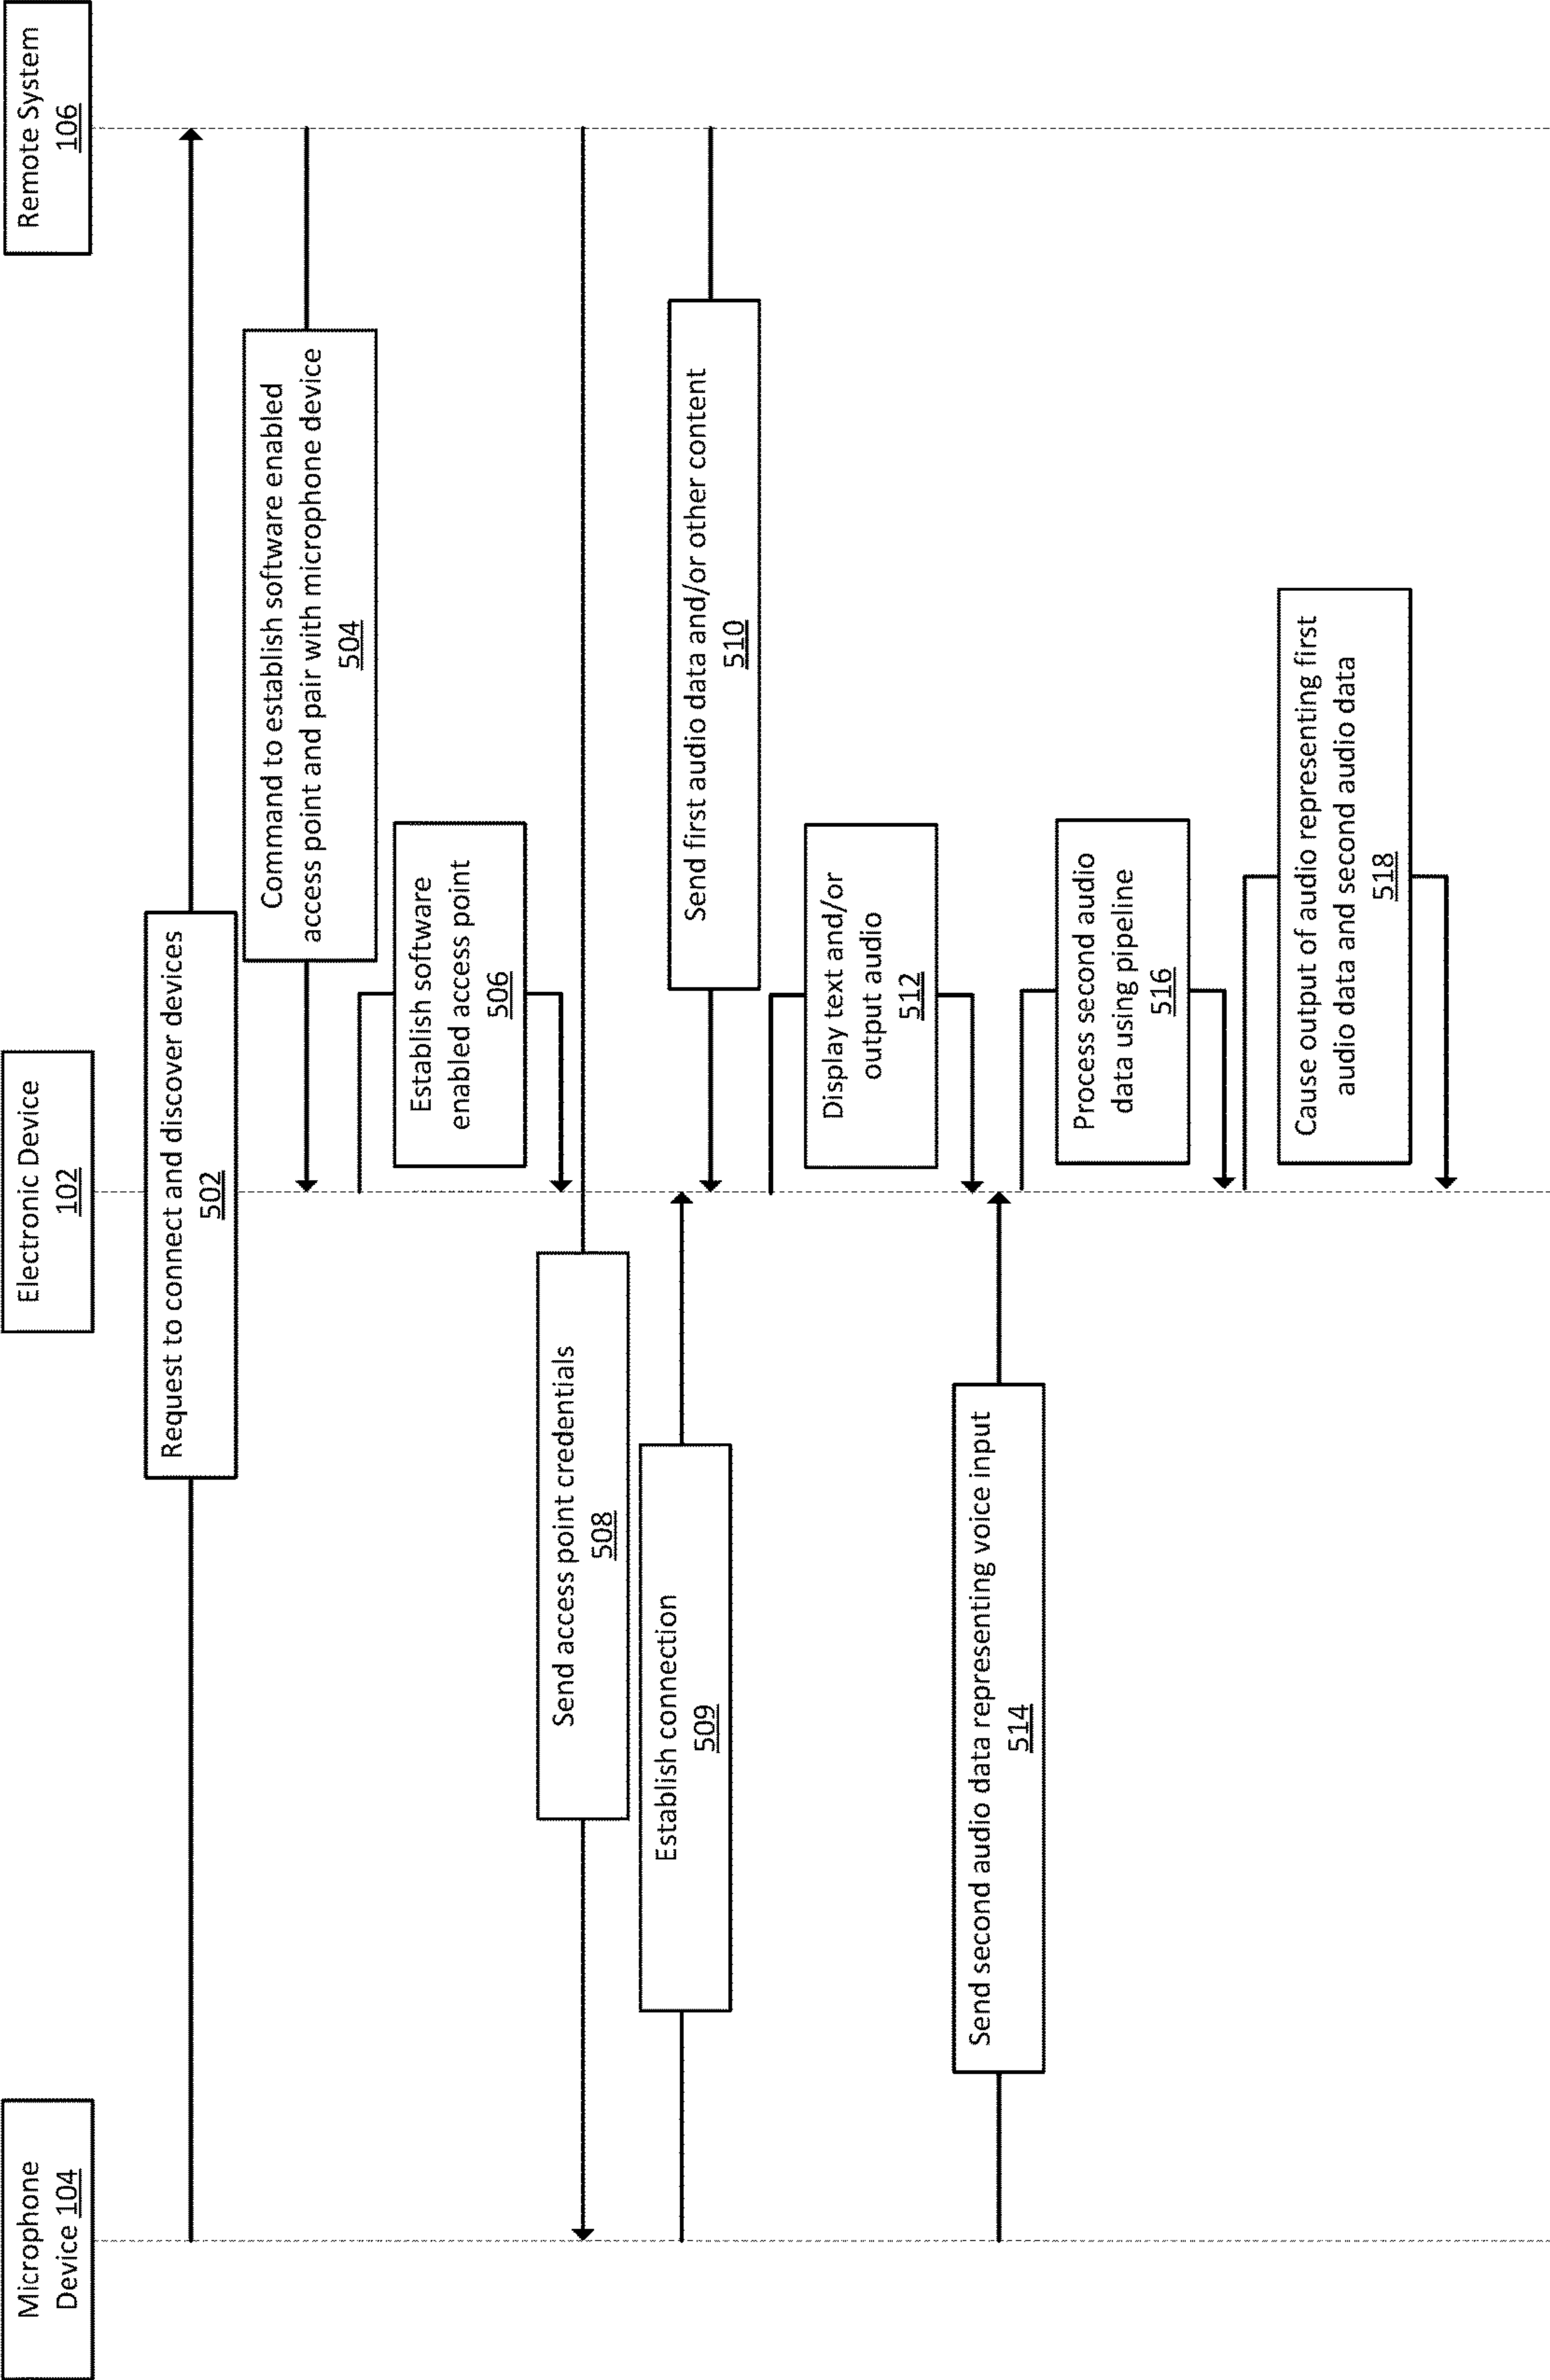 Microphone
Device 104
Electronic Device
102
Remote System
106
Request to connect and discover devices
502
Command to establish software enabled
access point and pair with microphone device
504
Establish software
enabled access point
506
Send access point credentials
508
Establish connection
509
Send first audio data and/or other content
510
Display text and/or
output audio
512
Send second audio data representing voice input
514
Process second audio
data using pipeline
516
Cause output of audio representing first
audio data and second audio data
518